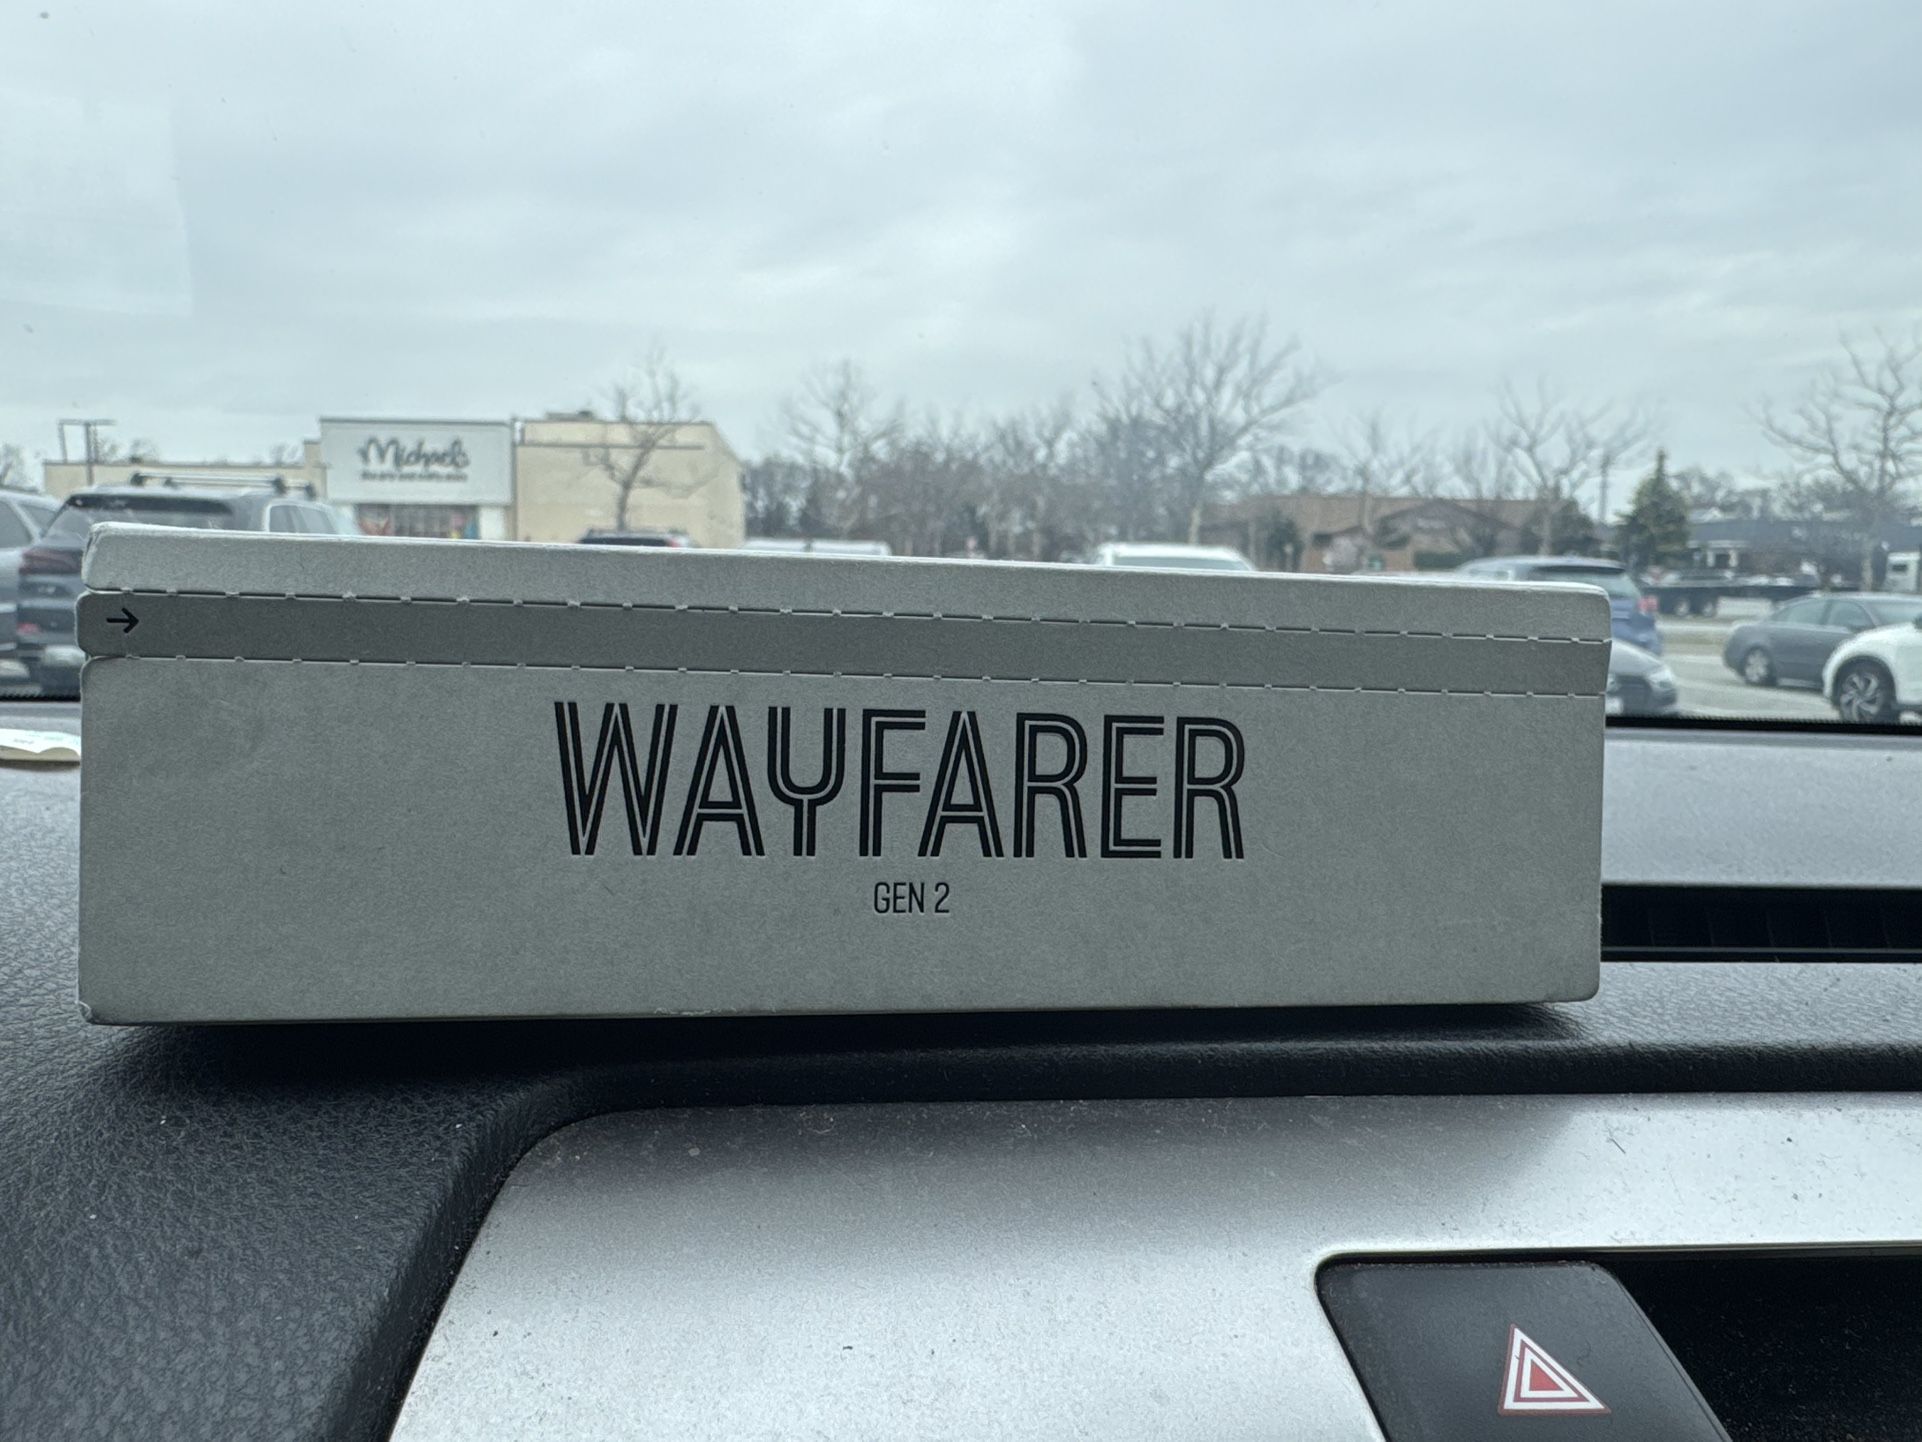 Michaels
→
WAYFARER
GEN 2